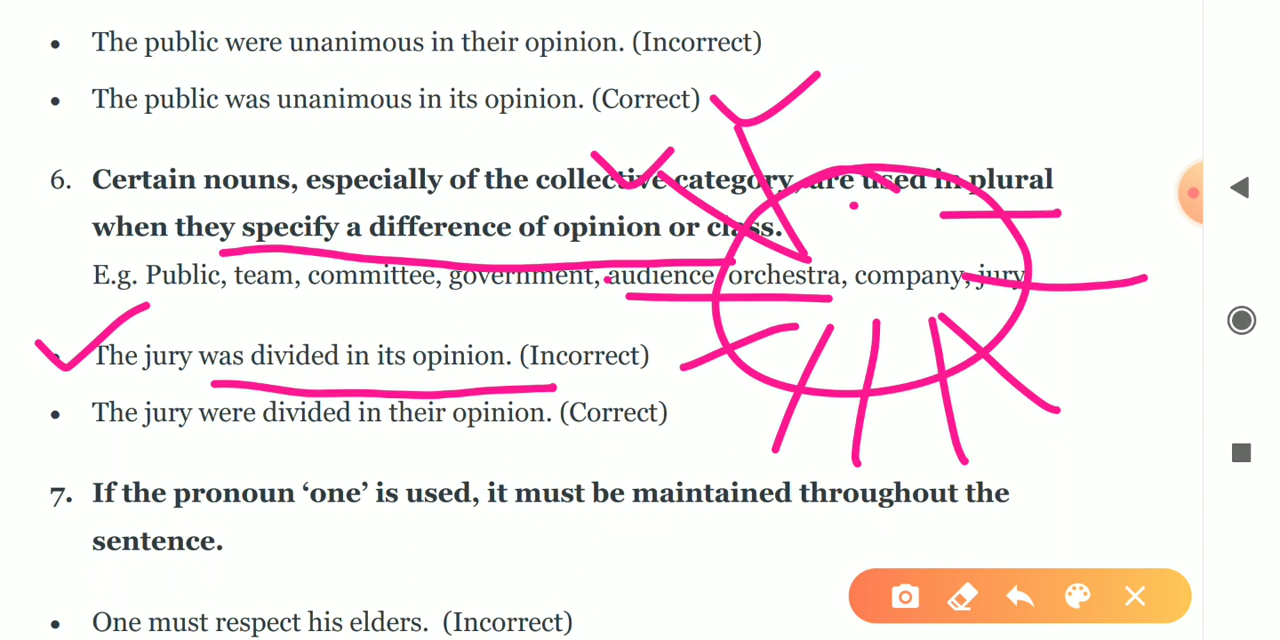 • The public were unanimous in their opinion. (Incorrect)
• The public was unanimous in its opinion. (Correct)
6. Certain nouns, especially of the collective category, are used in plural
when they specify a difference of opinion or class.
E.g. Public, team, committee, government, audience, orchestra, company, jury
• The jury was divided in its opinion. (Incorrect)
• The jury were divided in their opinion. (Correct)
7. If the pronoun ‘one’ is used, it must be maintained throughout the
sentence.
• One must respect his elders. (Incorrect)